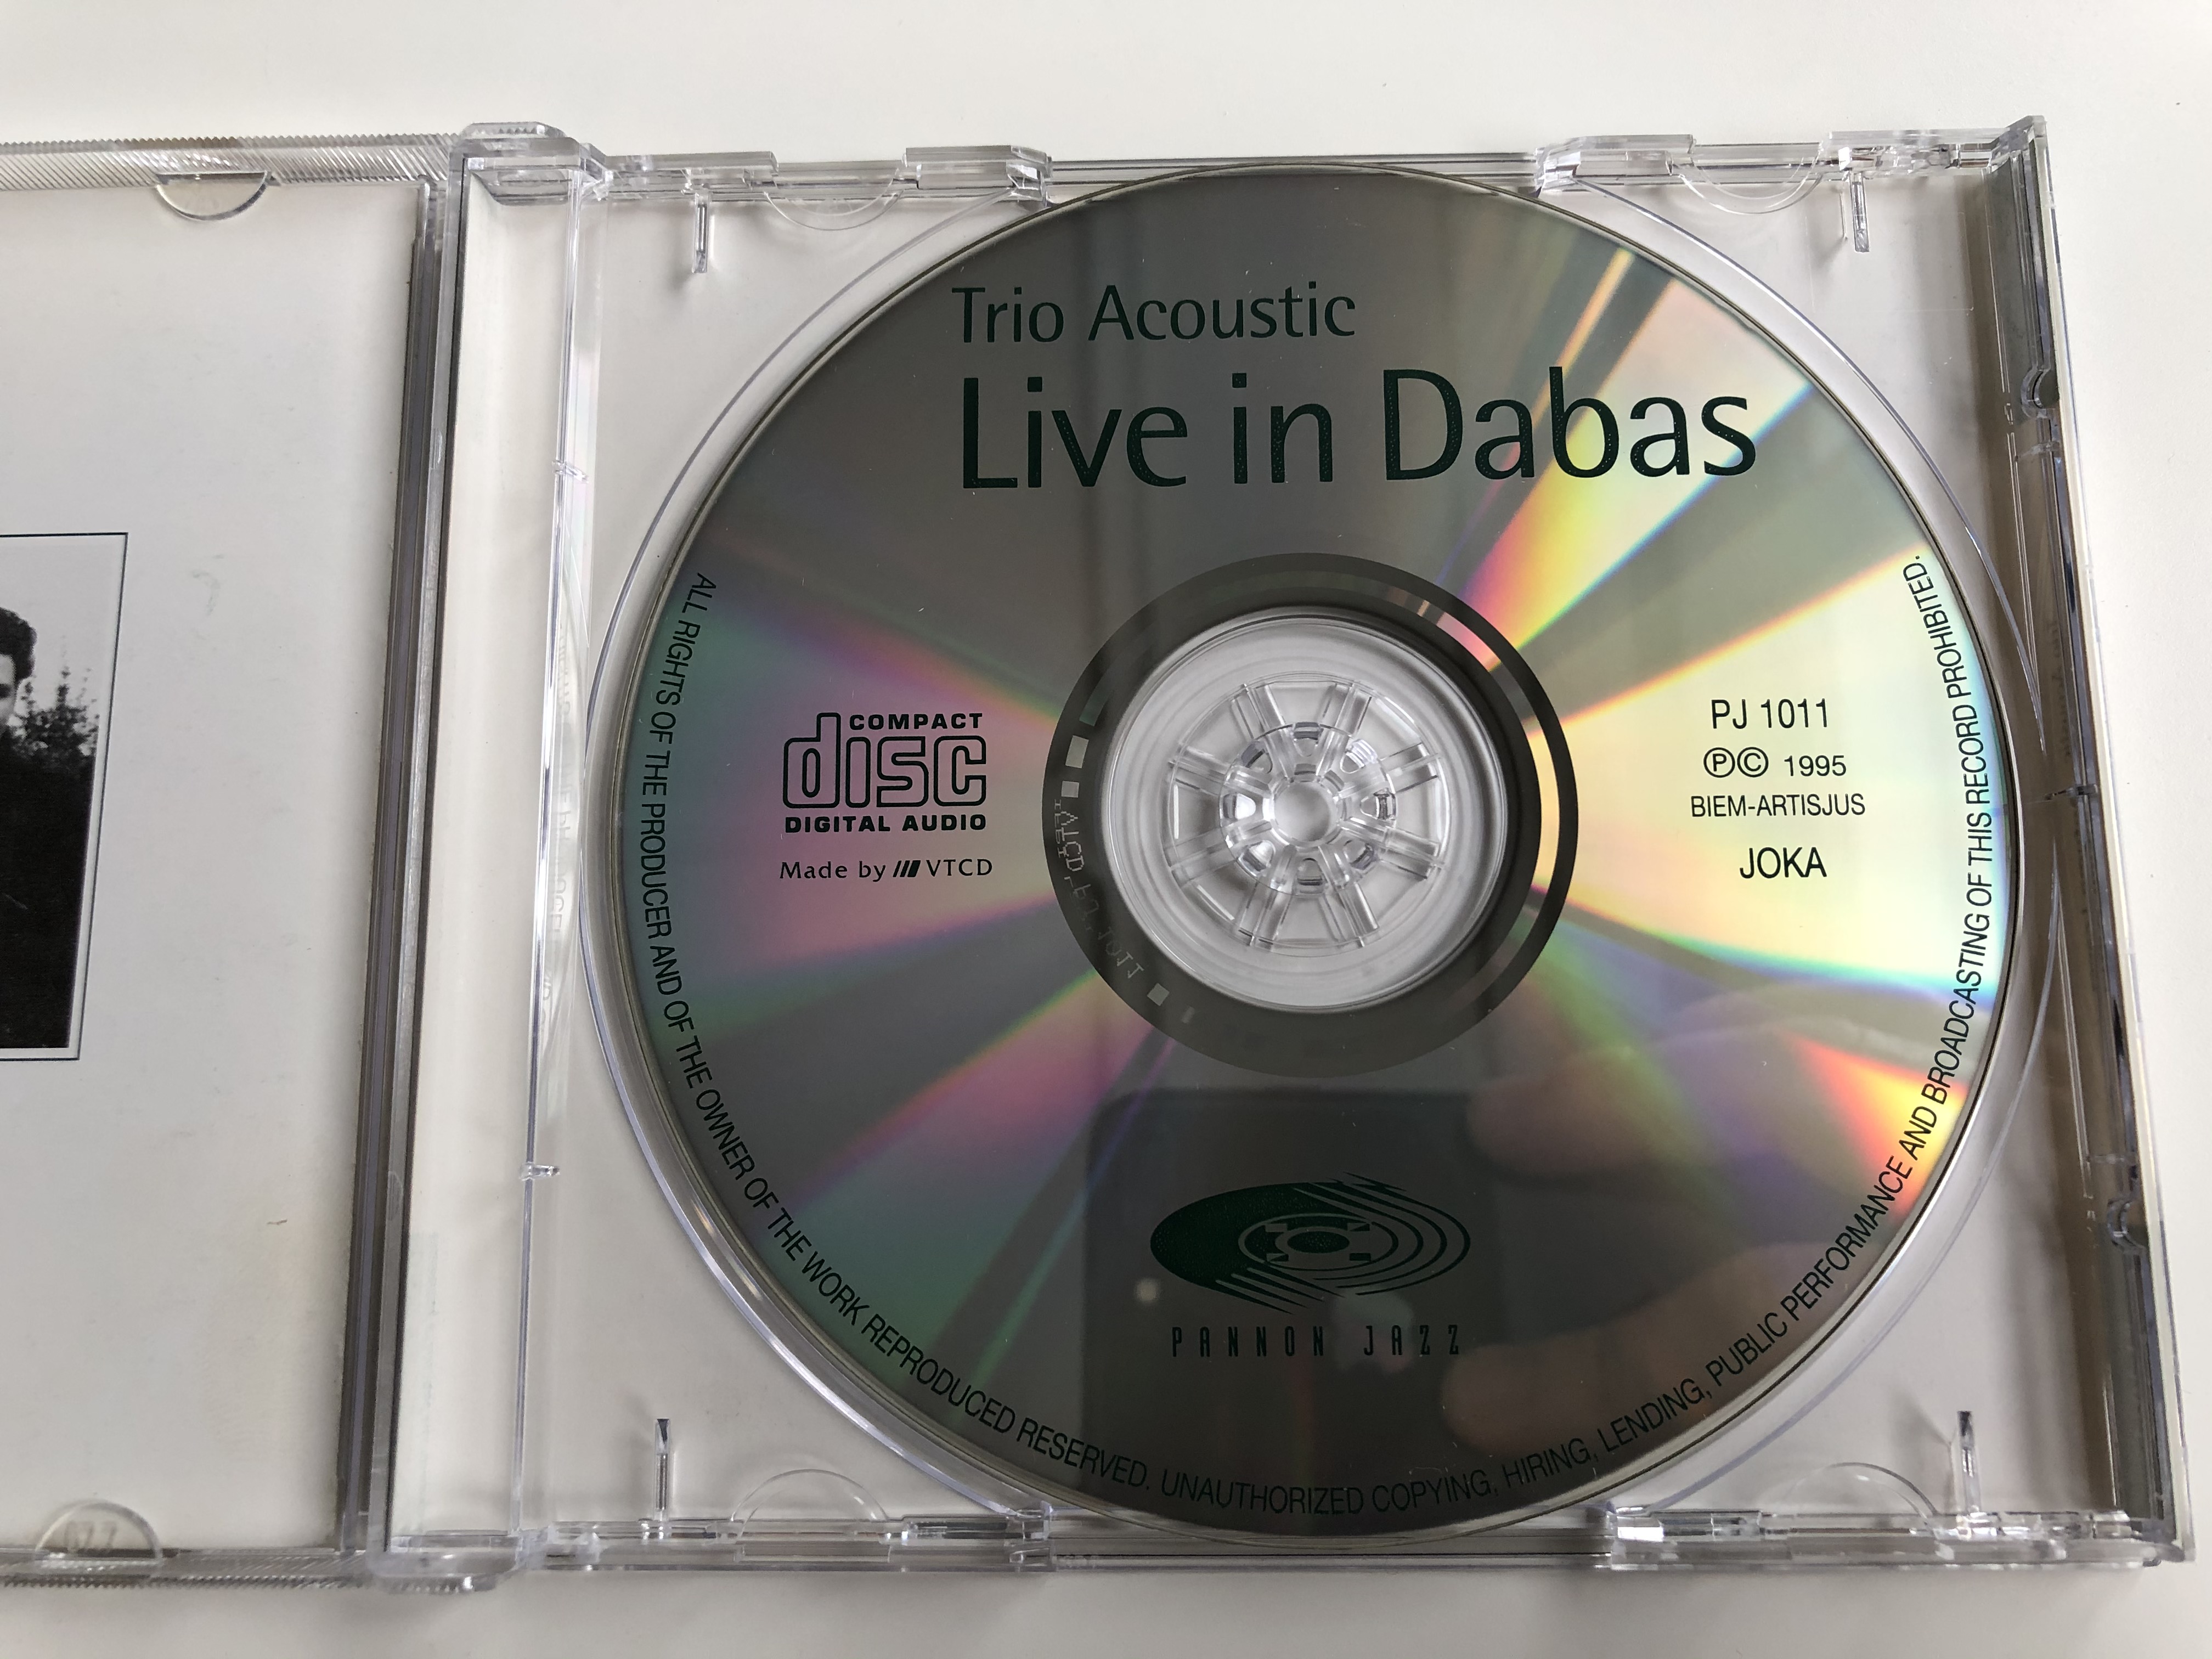 Trio Acoustic
Live in Dabas
COMPACT
disc
DIGITAL AUDIO
Made by VTCD
PJ 1011
℗© 1995
BIEM-ARTISJUS
JOKA
PANNON JAZZ
ALL RIGHTS OF THE PRODUCER AND OF THE OWNER OF THE WORK REPRODUCED RESERVED. UNAUTHORIZED COPYING, HIRING, LENDING, PUBLIC PERFORMANCE AND BROADCASTING OF THIS RECORD PROHIBITED.